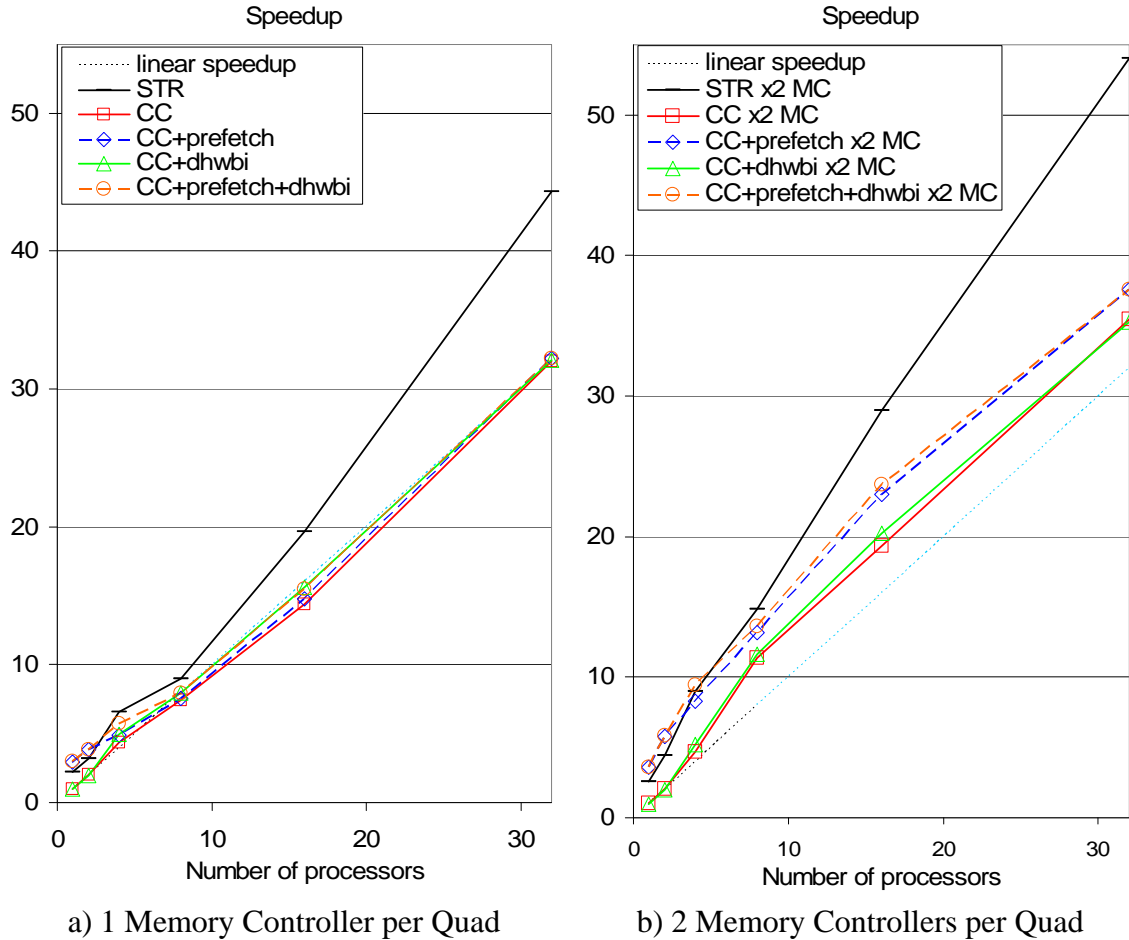 Speedup
linear speedup
STR
CC
CC+prefetch
CC+dhwbi
CC+prefetch+dhwbi
50
40
30
20
10
0
0 10 20 30
Number of processors
a) 1 Memory Controller per Quad
Speedup
linear speedup
STR x2 MC
CC x2 MC
CC+prefetch x2 MC
CC+dhwbi x2 MC
CC+prefetch+dhwbi x2 MC
50
40
30
20
10
0
0 10 20 30
Number of processors
b) 2 Memory Controllers per Quad